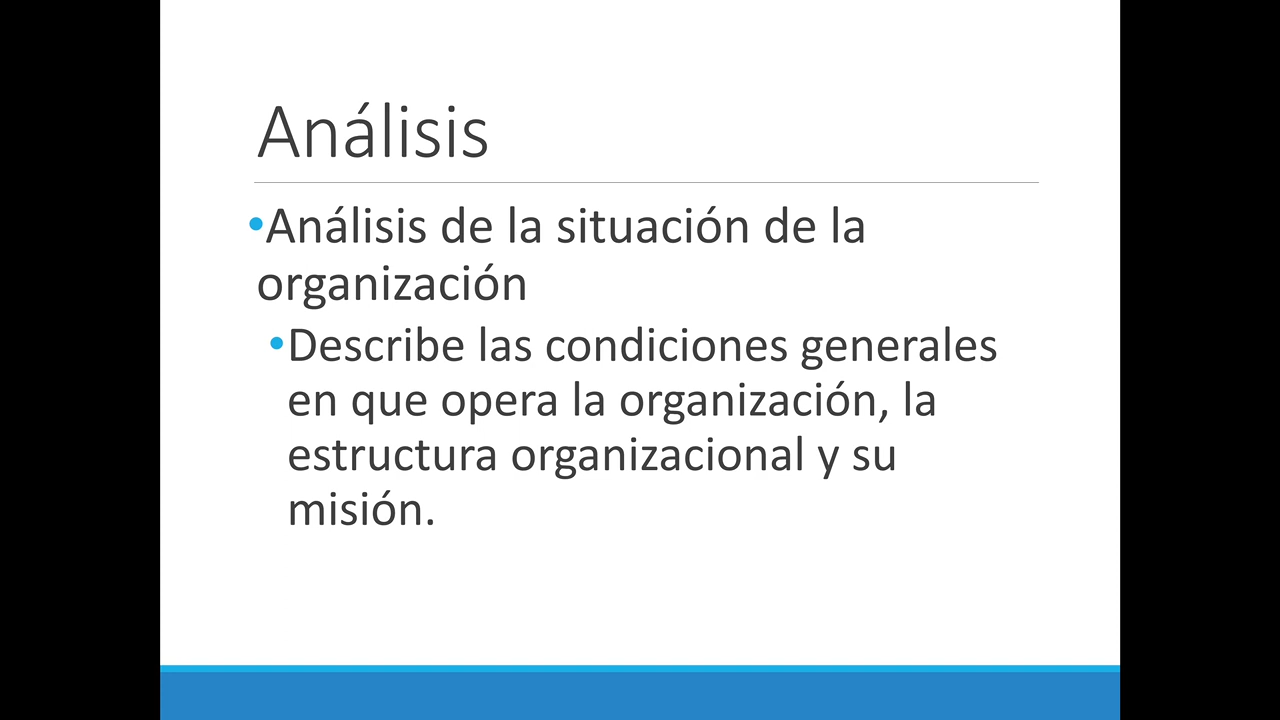 Análisis
•Análisis de la situación de la
organización
•Describe las condiciones generales
en que opera la organización, la
estructura organizacional y su
misión.